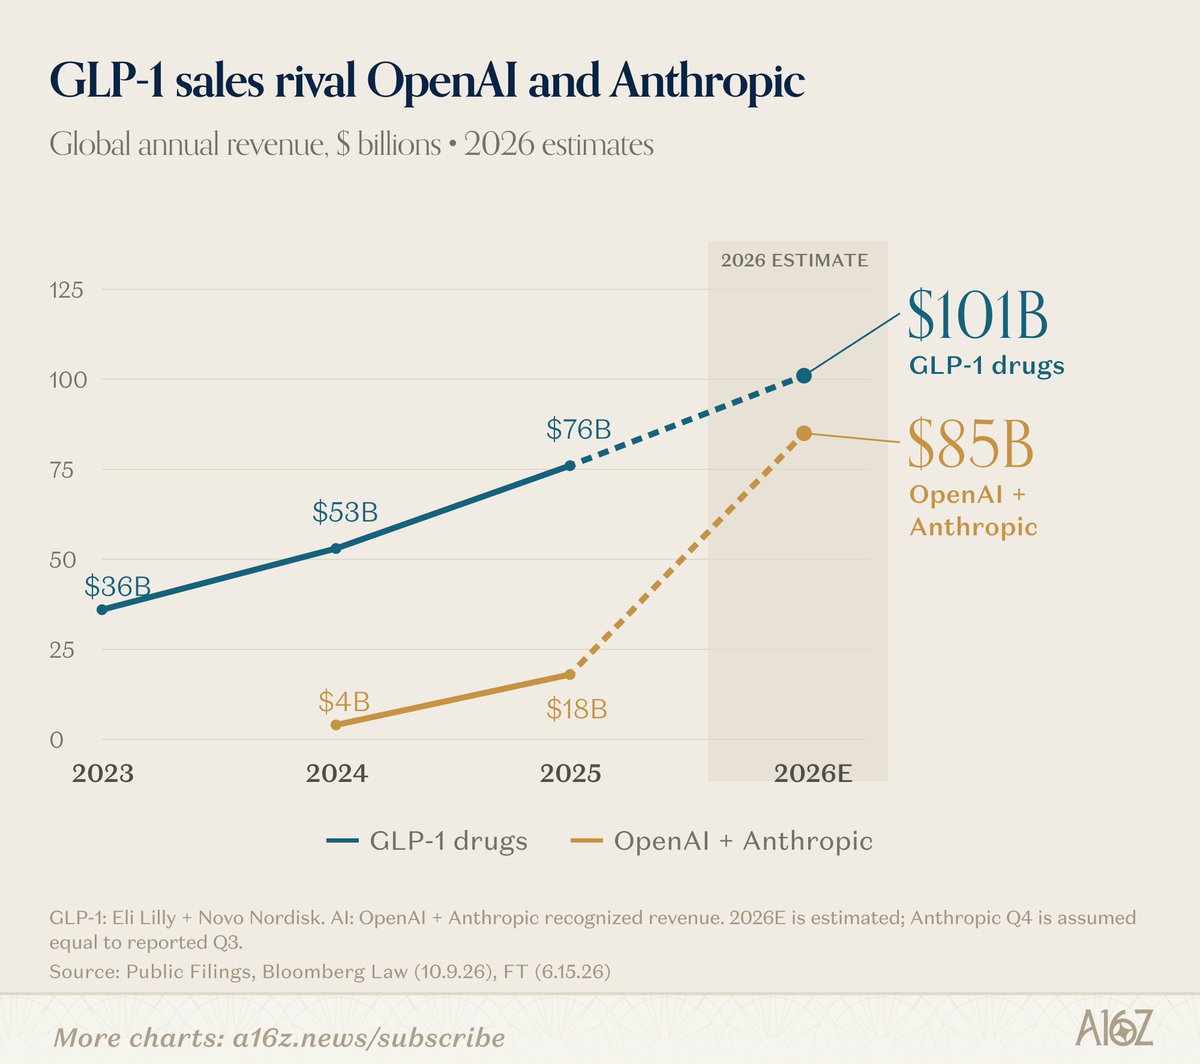 GLP-1 sales rival OpenAI and Anthropic
Global annual revenue, $ billions • 2026 estimates
2026 ESTIMATE
125
100
75
50
25
0
$36B
$53B
$76B
$4B
$18B
$101B
GLP-1 drugs
$85B
OpenAI +
Anthropic
2023
2024
2025
2026E
GLP-1 drugs
OpenAI + Anthropic
GLP-1: Eli Lilly + Novo Nordisk. AI: OpenAI + Anthropic recognized revenue. 2026E is estimated; Anthropic Q4 is assumed
equal to reported Q3.
Source: Public Filings, Bloomberg Law (10.9.26), FT (6.15.26)
More charts: a16z.news/subscribe
A16Z